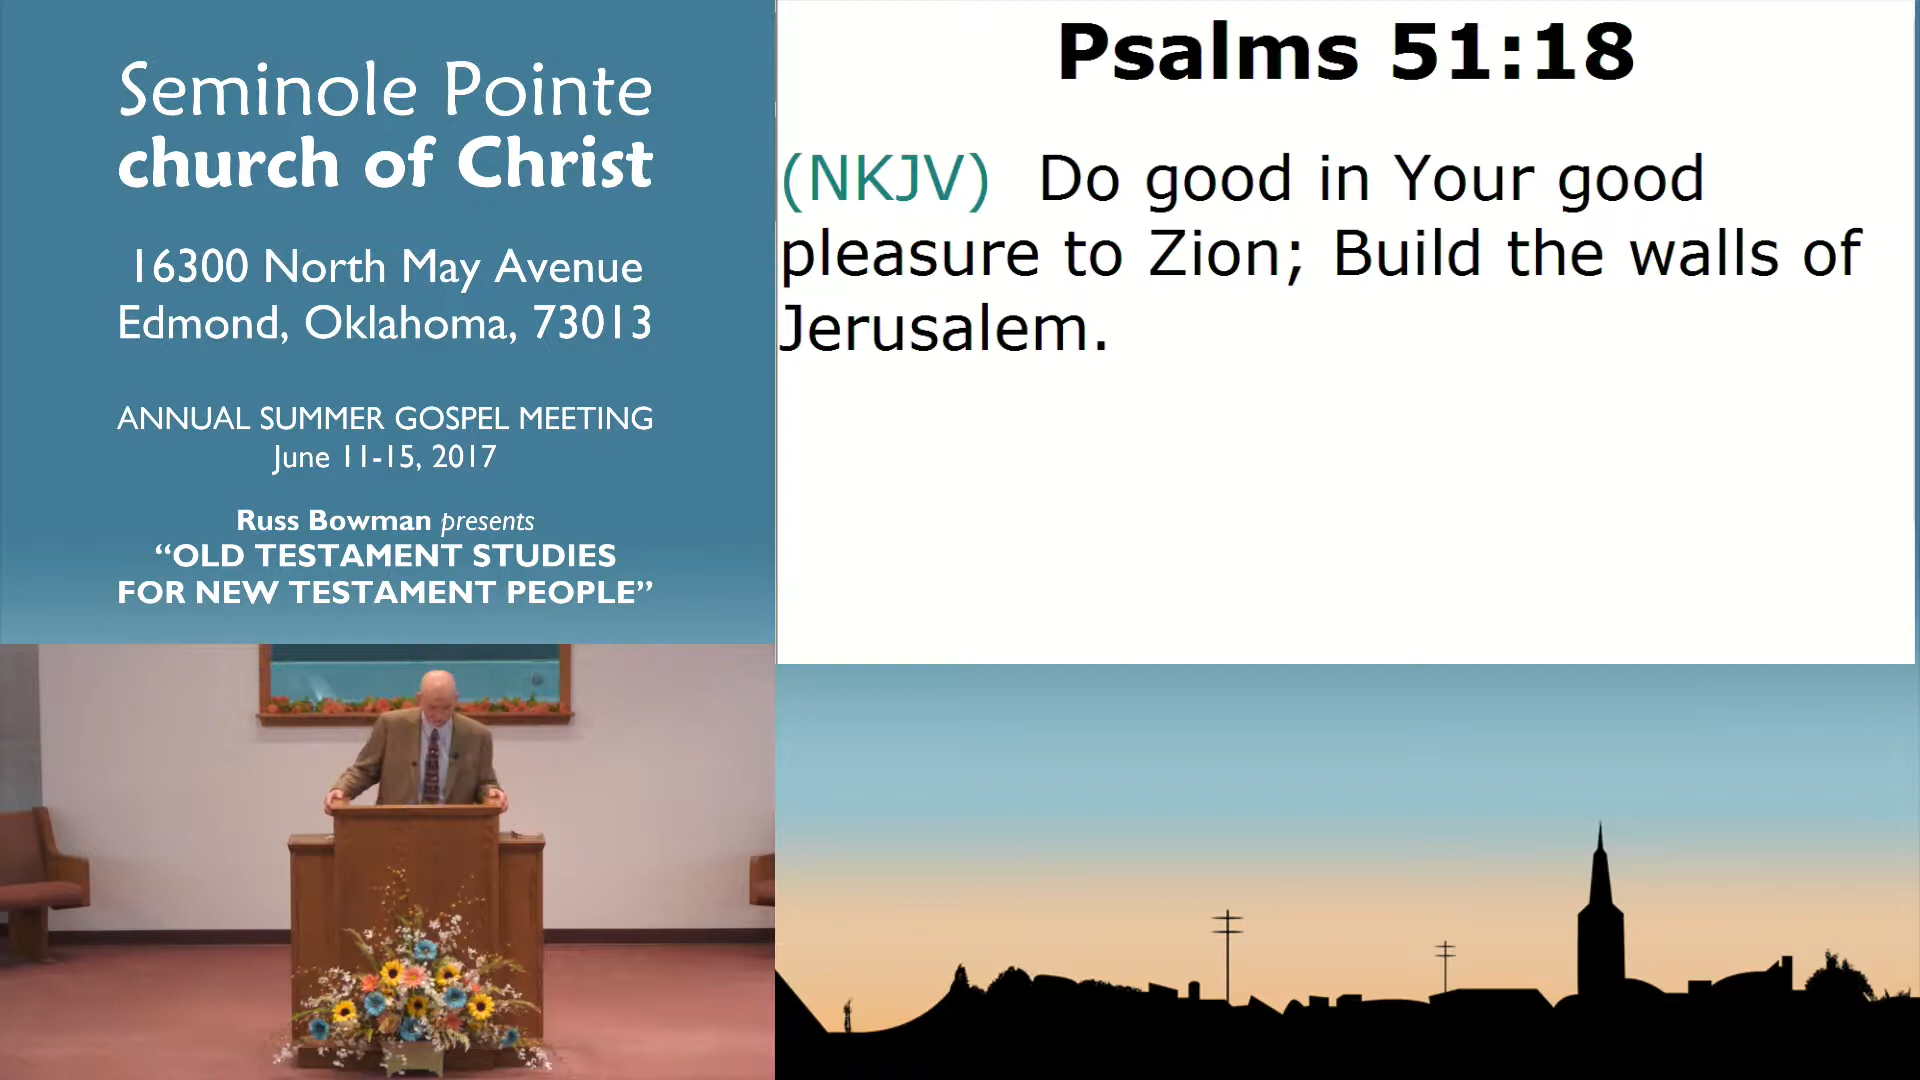 Seminole Pointe
church of Christ
16300 North May Avenue
Edmond, Oklahoma, 73013
ANNUAL SUMMER GOSPEL MEETING
June 11-15, 2017
Russ Bowman presents
“OLD TESTAMENT STUDIES
FOR NEW TESTAMENT PEOPLE”
Psalms 51:18
(NKJV) Do good in Your good
pleasure to Zion; Build the walls of
Jerusalem.